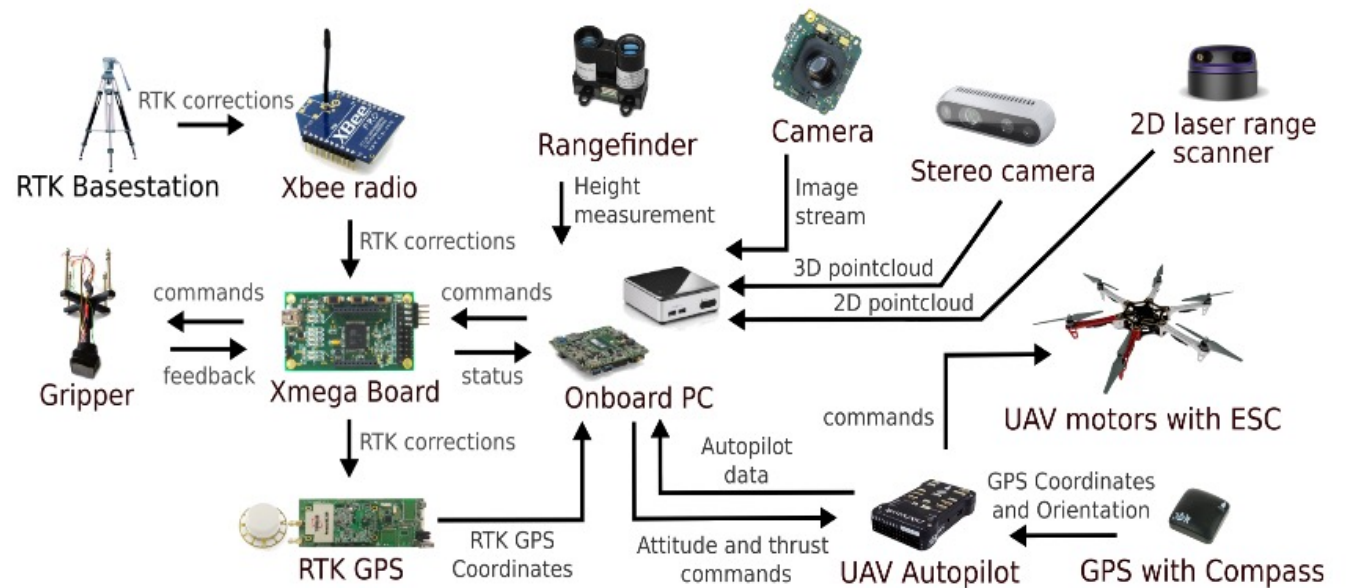 RTK corrections
RTK Basestation
XBee
PRO
Xbee radio
Rangefinder
Camera
Stereo camera
2D laser range
scanner
Height
measurement
Image
stream
3D pointcloud
2D pointcloud
RTK corrections
commands
feedback
Gripper
Xmega Board
commands
status
Onboard PC
UAV motors with ESC
commands
RTK corrections
RTK GPS
RTK GPS
Coordinates
Autopilot
data
Attitude and thrust
commands
UAV Autopilot
GPS Coordinates
and Orientation
GPS with Compass